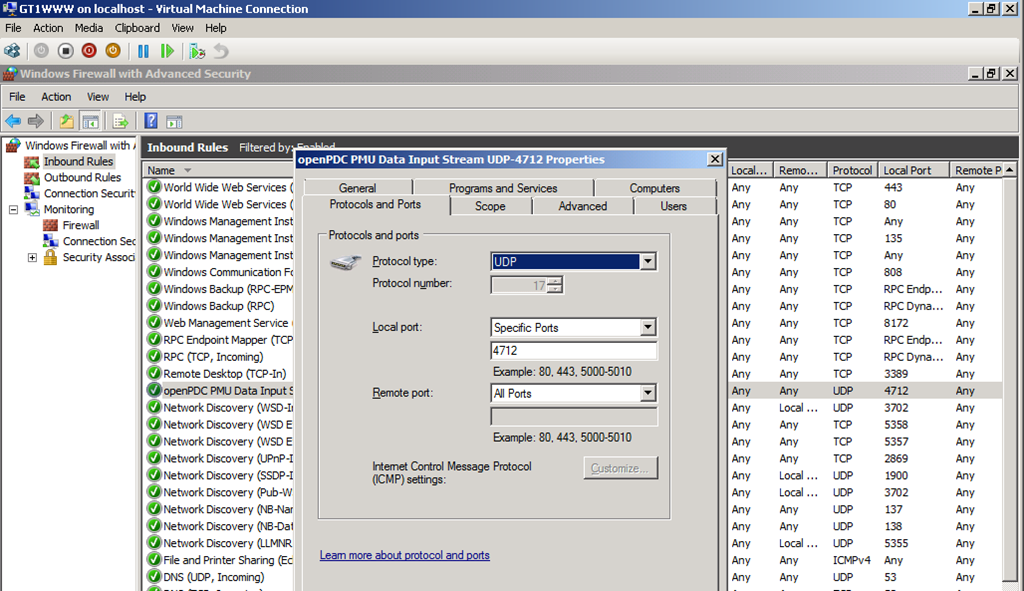 GT1WWW on localhost - Virtual Machine Connection
File Action Media Clipboard View Help
Windows Firewall with Advanced Security
File Action View Help
Windows Firewall with A
Inbound Rules
Outbound Rules
Connection Securit
Monitoring
Firewall
Connection Sec
Security Associ
Inbound Rules Filtered by: Enabled
Name Local... Remo... Protocol Local Port Remote P
World Wide Web Services ( Any Any TCP 443 Any
World Wide Web Services ( Any Any TCP 80 Any
Windows Management Inst Any Any TCP Any Any
Windows Management Inst Any Any TCP 135 Any
Windows Management Inst Any Any TCP Any Any
Windows Communication Fo Any Any TCP 808 Any
Windows Backup (RPC-EPM Any Any TCP RPC Endp... Any
Windows Backup (RPC) Any Any TCP RPC Dyna... Any
Web Management Service Any Any TCP 8172 Any
RPC Endpoint Mapper (TCP Any Any TCP RPC Endp... Any
RPC (TCP, Incoming) Any Any TCP RPC Dyna... Any
Remote Desktop (TCP-In) Any Any TCP 3389 Any
openPDC PMU Data Input S Any Any UDP 4712 Any
Network Discovery (WSD-In Any Local ... UDP 3702 Any
Network Discovery (WSD E Any Any TCP 5358 Any
Network Discovery (WSD E Any Any TCP 5357 Any
Network Discovery (UPnP-I Any Any TCP 2869 Any
Network Discovery (SSDP-I Any Local ... UDP 1900 Any
Network Discovery (Pub-W Any Local ... UDP 3702 Any
Network Discovery (NB-Nar Any Any UDP 137 Any
Network Discovery (NB-Dat Any Any UDP 138 Any
Network Discovery (LLMNR Any Local ... UDP 5355 Any
File and Printer Sharing (Ec Any Any ICMPv4 Any Any
DNS (UDP, Incoming) Any Any UDP 53 Any
openPDC PMU Data Input Stream UDP-4712 Properties
General Programs and Services Computers
Protocols and Ports Scope Advanced Users
Protocols and ports
Protocol type: UDP
Protocol number: 17
Local port: Specific Ports
4712
Example: 80, 443, 5000-5010
Remote port: All Ports
Example: 80, 443, 5000-5010
Internet Control Message Protocol
(ICMP) settings: Customize...
Learn more about protocol and ports